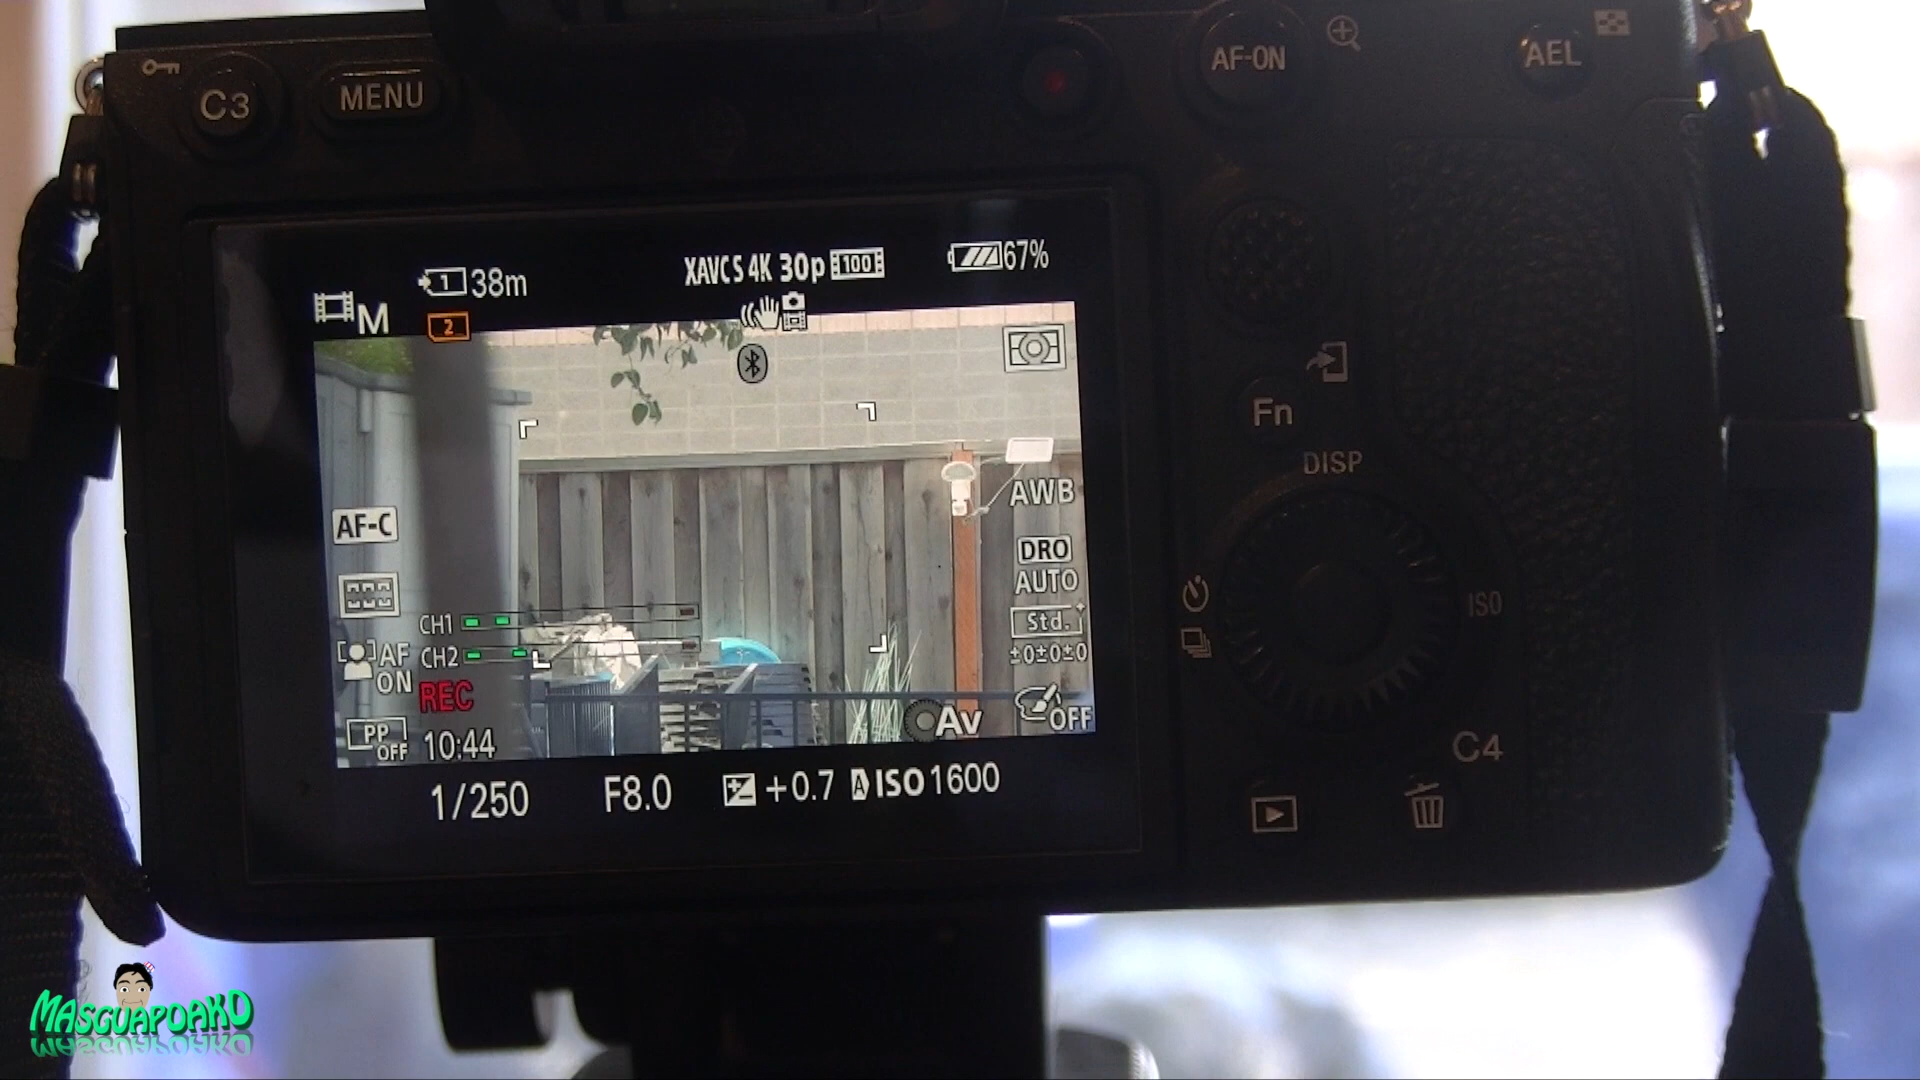 C3 MENU AF-ON AEL
1 38m XAVC S 4K 30p 100 67%
M 2
Fn
DISP
AWB
AF-C
DRO
AUTO
ISO
CH1
Std.
AF CH2 ±0±0±0
ON REC
PP OFF 10:44 Av OFF
C4
1/250 F8.0 +0.7 A ISO 1600
MASGUAPOAKO